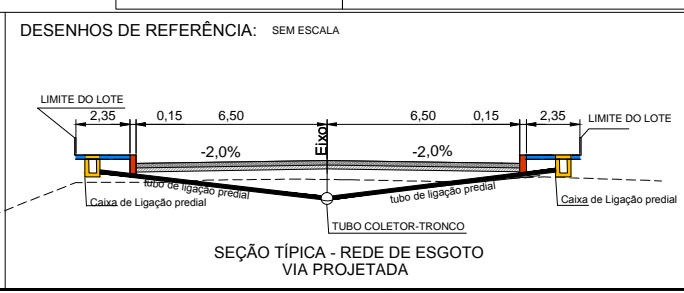 DESENHOS DE REFERÊNCIA: SEM ESCALA
LIMITE DO LOTE
2,35 0,15 6,50 6,50 0,15 2,35
LIMITE DO LOTE
-2,0% Eixo -2,0%
tubo de ligação predial tubo de ligação predial
Caixa de Ligação predial Caixa de Ligação predial
TUBO COLETOR-TRONCO
SEÇÃO TÍPICA - REDE DE ESGOTO
VIA PROJETADA